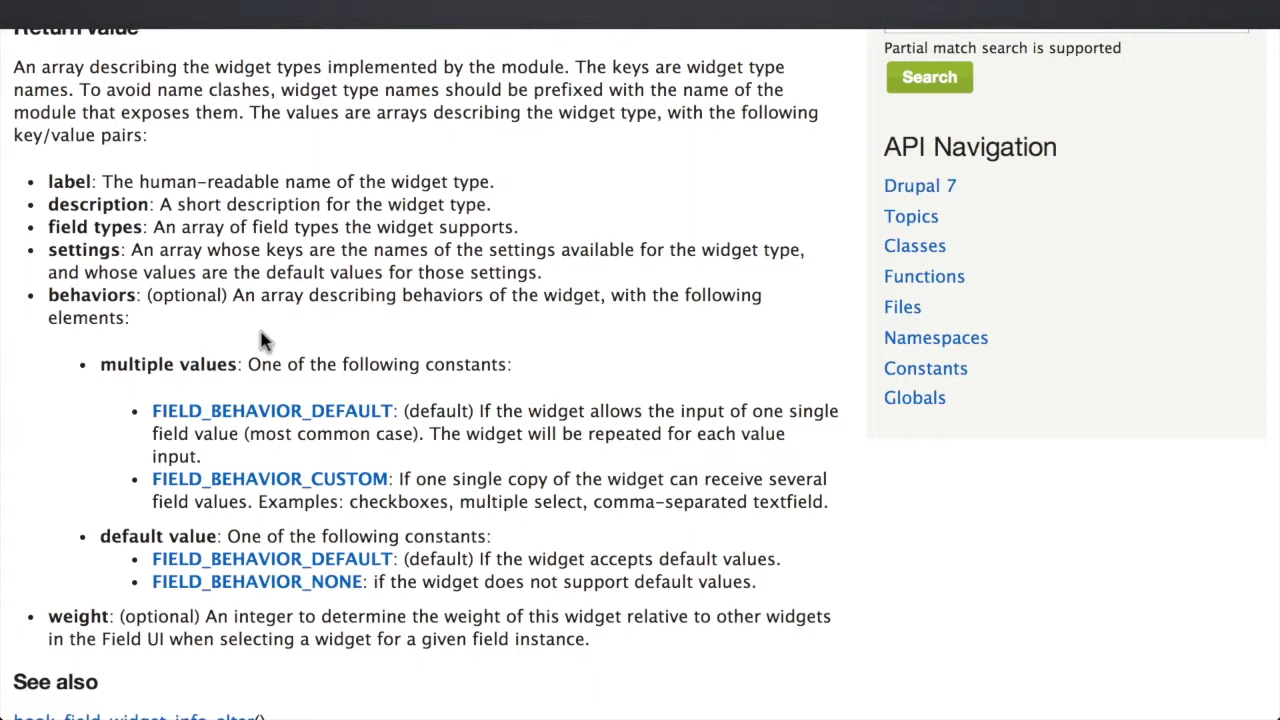 Return value
An array describing the widget types implemented by the module. The keys are widget type
names. To avoid name clashes, widget type names should be prefixed with the name of the
module that exposes them. The values are arrays describing the widget type, with the following
key/value pairs:
label: The human-readable name of the widget type.
description: A short description for the widget type.
field types: An array of field types the widget supports.
settings: An array whose keys are the names of the settings available for the widget type,
and whose values are the default values for those settings.
behaviors: (optional) An array describing behaviors of the widget, with the following
elements:
multiple values: One of the following constants:
FIELD_BEHAVIOR_DEFAULT: (default) If the widget allows the input of one single
field value (most common case). The widget will be repeated for each value
input.
FIELD_BEHAVIOR_CUSTOM: If one single copy of the widget can receive several
field values. Examples: checkboxes, multiple select, comma-separated textfield.
default value: One of the following constants:
FIELD_BEHAVIOR_DEFAULT: (default) If the widget accepts default values.
FIELD_BEHAVIOR_NONE: if the widget does not support default values.
weight: (optional) An integer to determine the weight of this widget relative to other widgets
in the Field UI when selecting a widget for a given field instance.
See also
hook_field_widget_info_alter()
Partial match search is supported
Search
API Navigation
Drupal 7
Topics
Classes
Functions
Files
Namespaces
Constants
Globals